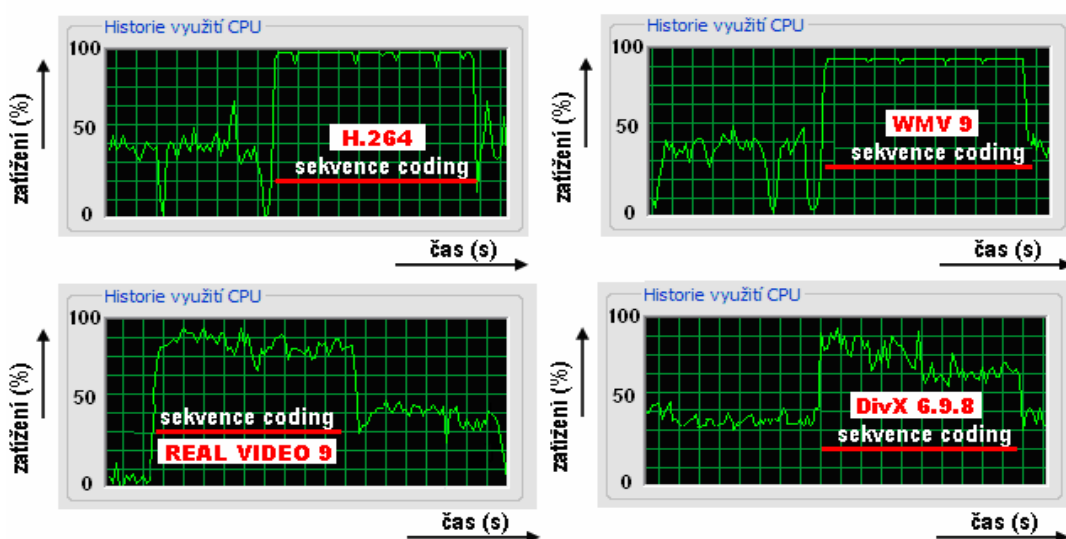 Historie využití CPU
100
50
0
zatížení (%)
H.264
sekvence coding
čas (s)
Historie využití CPU
100
50
0
zatížení (%)
WMV 9
sekvence coding
čas (s)
Historie využití CPU
100
50
0
zatížení (%)
sekvence coding
REAL VIDEO 9
čas (s)
Historie využití CPU
100
50
0
zatížení (%)
DivX 6.9.8
sekvence coding
čas (s)